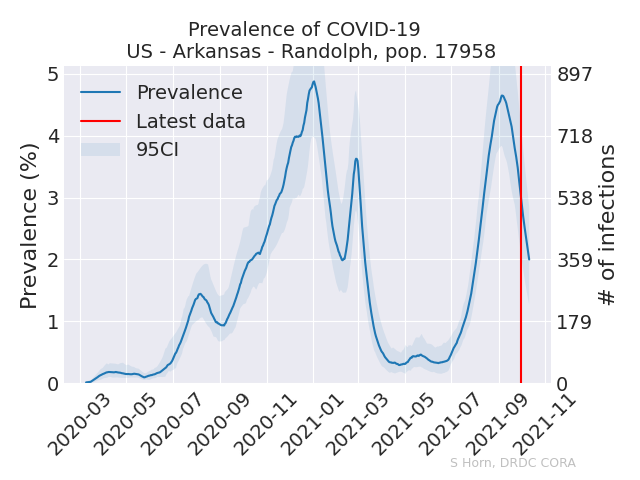 Prevalence of COVID-19
US - Arkansas - Randolph, pop. 17958
Prevalence
Latest data
95CI
Prevalence (%)
5
4
3
2
1
0
897
718
538
359
179
0
# of infections
2020-03
2020-05
2020-07
2020-09
2020-11
2021-01
2021-03
2021-05
2021-07
2021-09
2021-11
S Horn, DRDC CORA